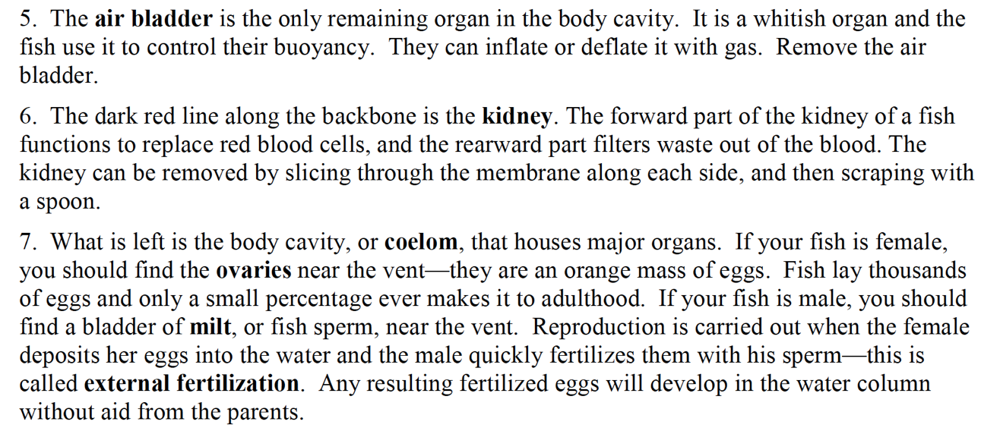 5.  The air bladder is the only remaining organ in the body cavity.  It is a whitish organ and the
fish use it to control their buoyancy.  They can inflate or deflate it with gas.  Remove the air
bladder.
6.  The dark red line along the backbone is the kidney. The forward part of the kidney of a fish
functions to replace red blood cells, and the rearward part filters waste out of the blood. The
kidney can be removed by slicing through the membrane along each side, and then scraping with
a spoon.
7.  What is left is the body cavity, or coelom, that houses major organs.  If your fish is female,
you should find the ovaries near the vent—they are an orange mass of eggs.  Fish lay thousands
of eggs and only a small percentage ever makes it to adulthood.  If your fish is male, you should
find a bladder of milt, or fish sperm, near the vent.  Reproduction is carried out when the female
deposits her eggs into the water and the male quickly fertilizes them with his sperm—this is
called external fertilization.  Any resulting fertilized eggs will develop in the water column
without aid from the parents.